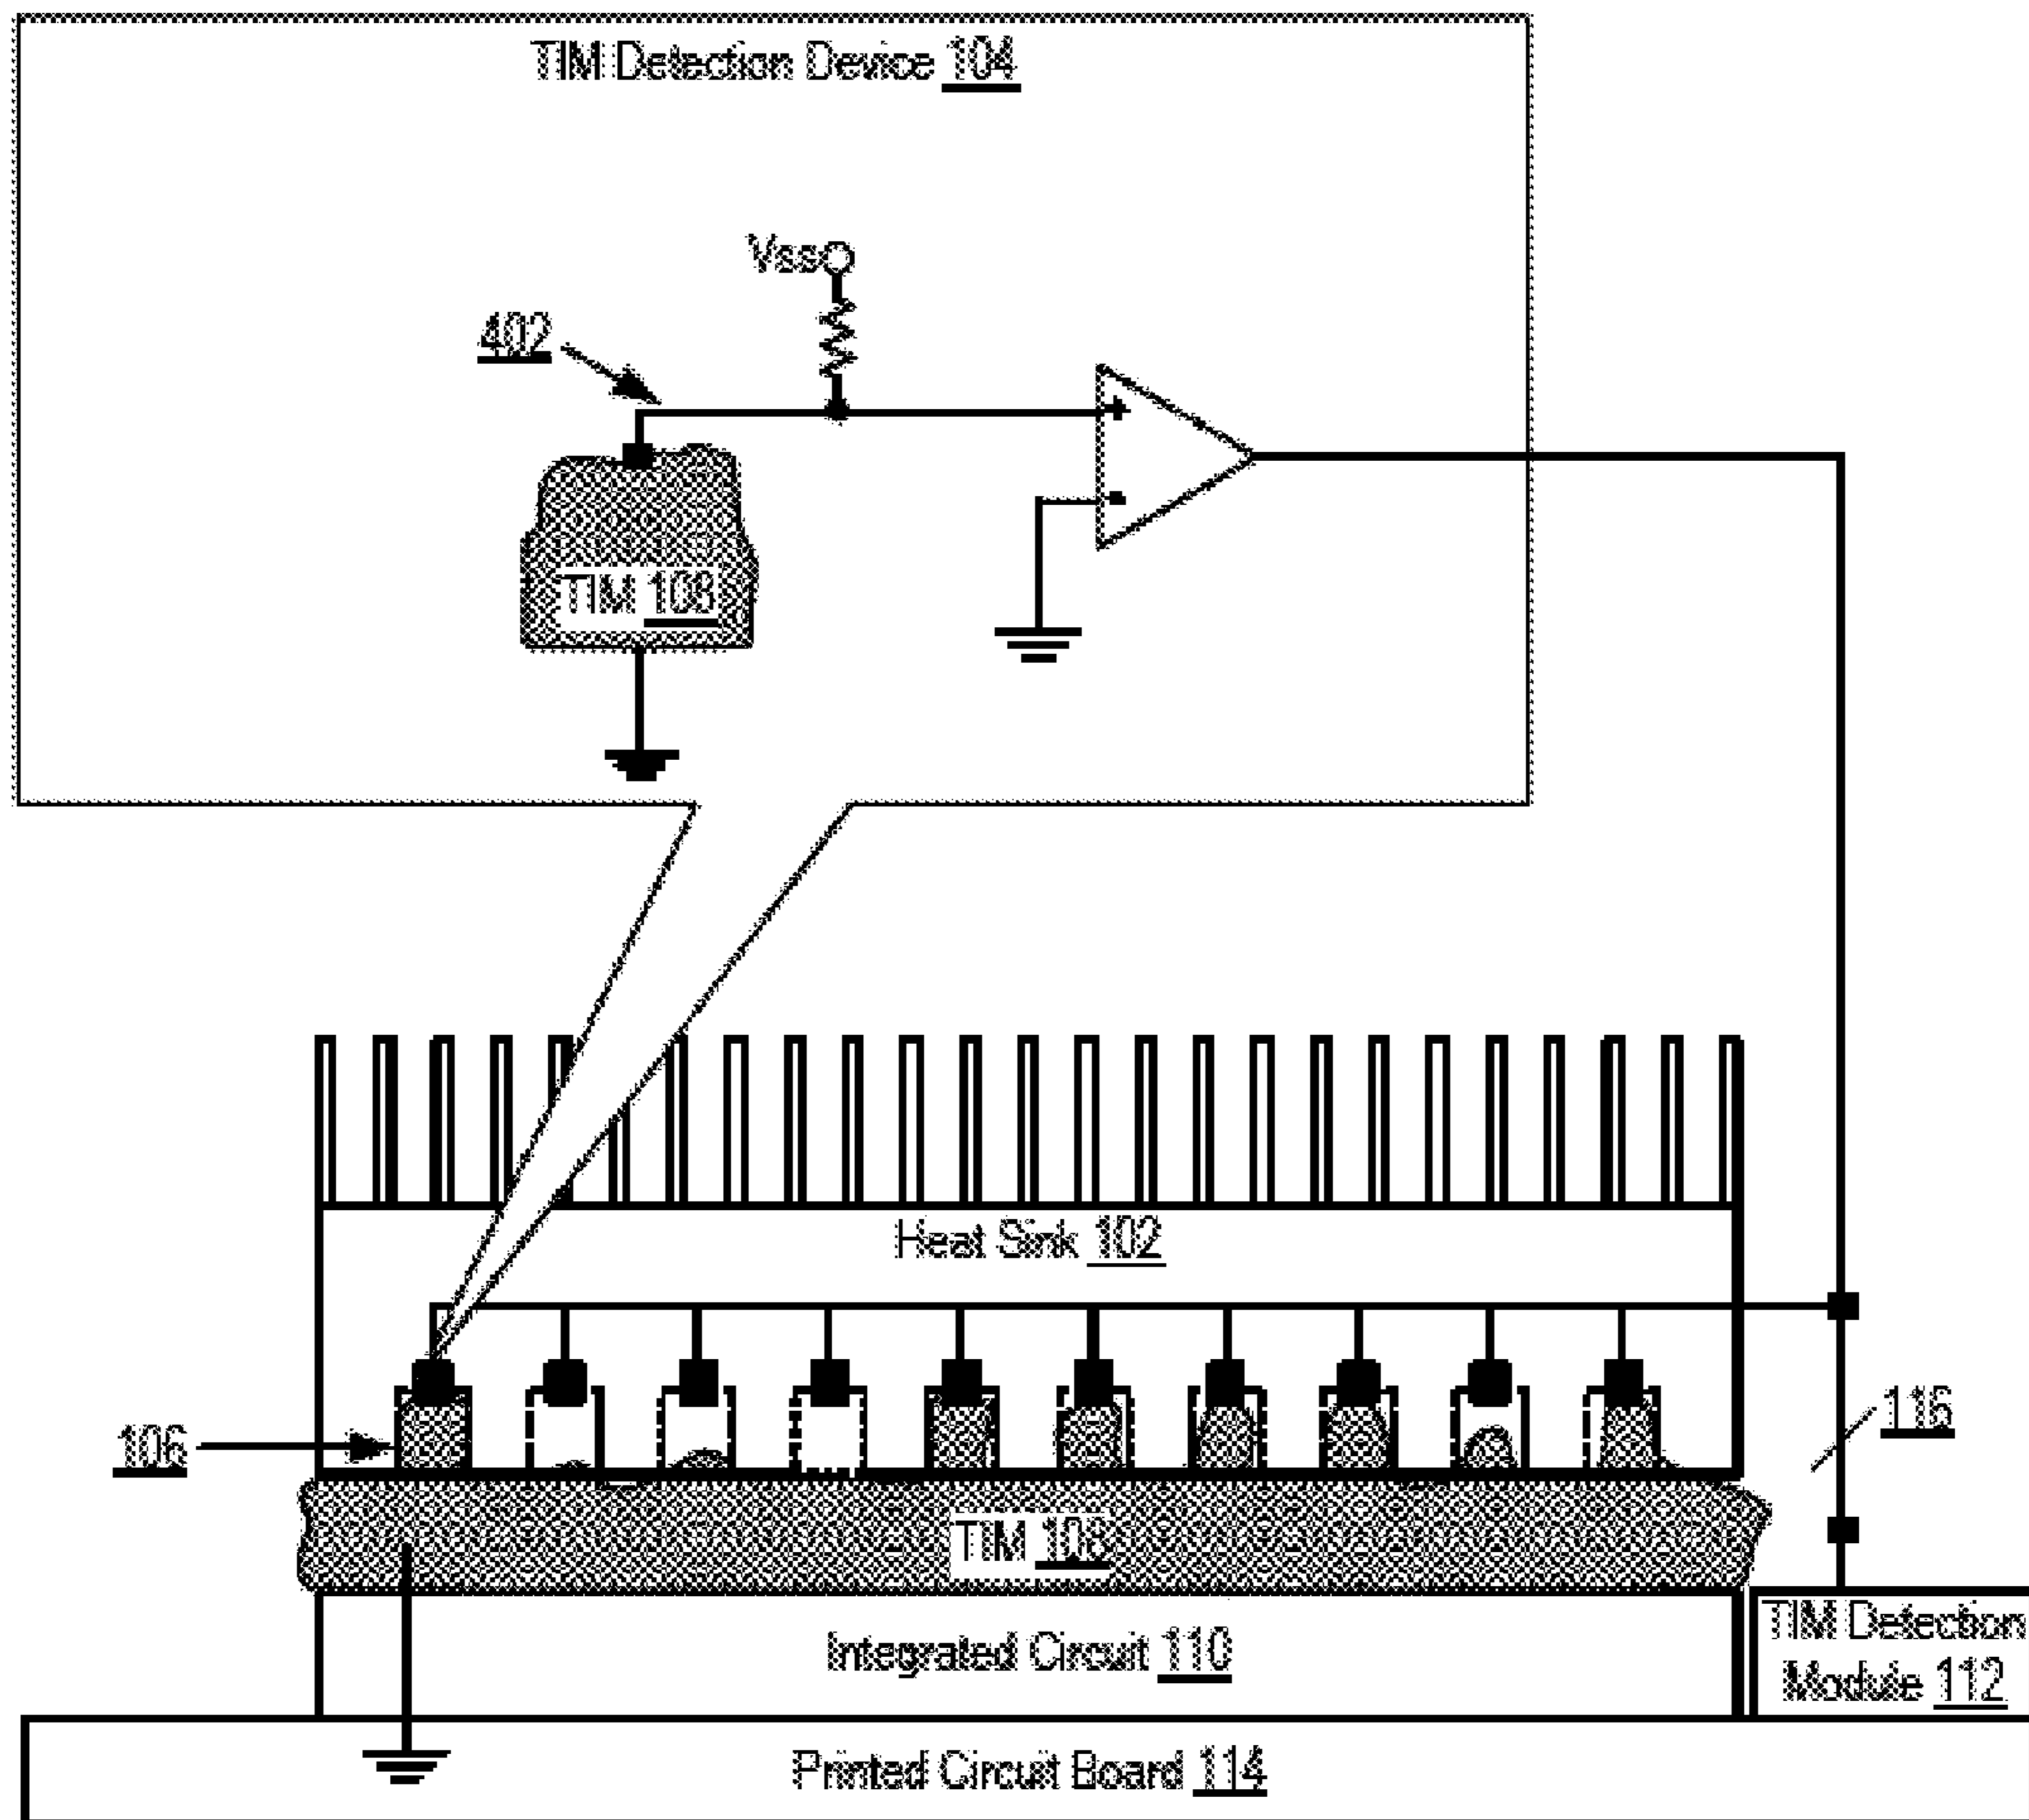 TIM Detection Device 104
Vss
402
+
-
TIM 108
Heat Sink 102
106
116
TIM 108
Integrated Circuit 110
TIM Detection
Module 112
Printed Circuit Board 114